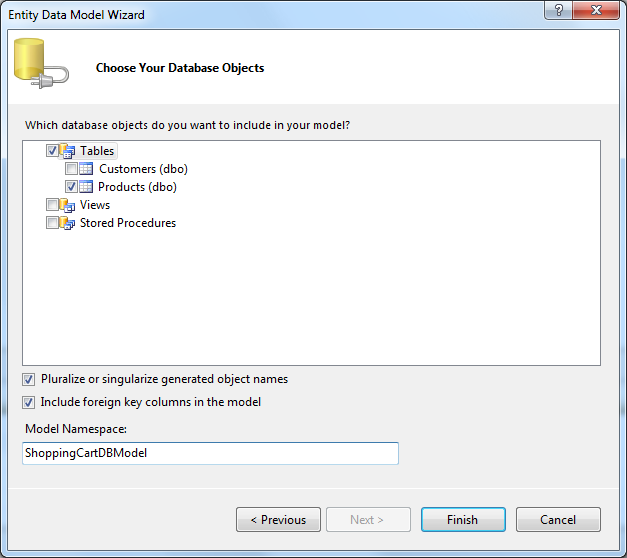 Entity Data Model Wizard
?
Choose Your Database Objects
Which database objects do you want to include in your model?
Tables
Customers (dbo)
Products (dbo)
Views
Stored Procedures
Pluralize or singularize generated object names
Include foreign key columns in the model
Model Namespace:
ShoppingCartDBModel
< Previous
Next >
Finish
Cancel